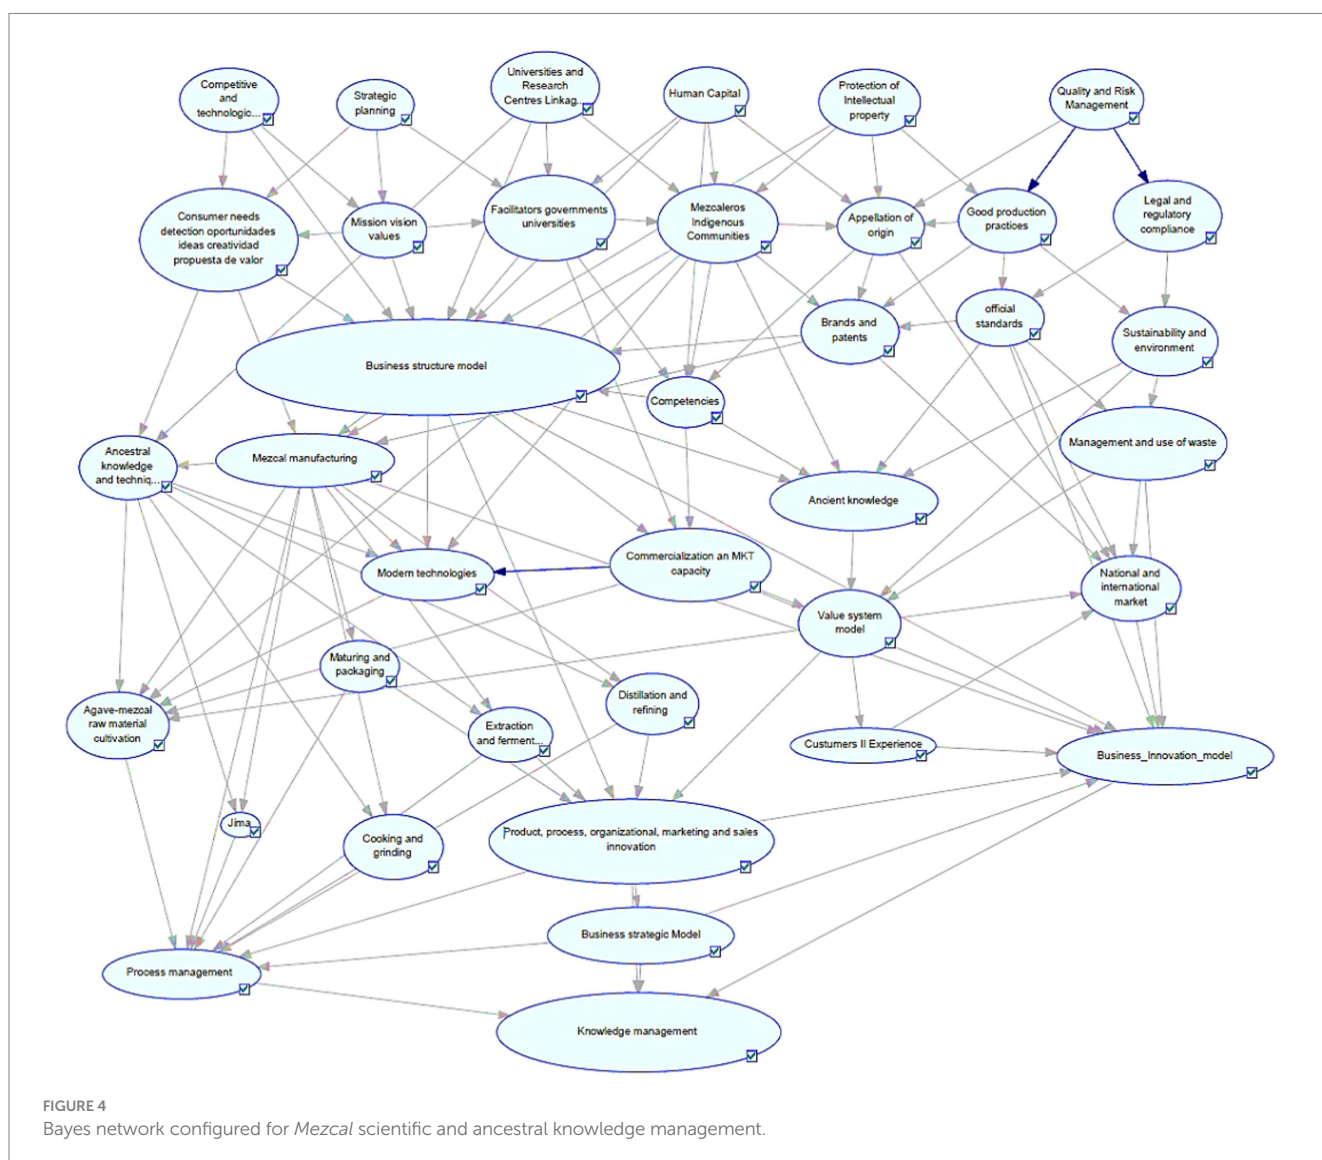 Competitive
and
technologic...
Strategic
planning
Universities and
Research
Centres Linkag...
Human Capital
Protection of
Intellectual
property
Quality and Risk
Management
Consumer needs
detection oportunidades
ideas creatividad
propuesta de valor
Mission vision
values
Facilitators governments
universities
Mezcaleros
Indigenous
Communities
Appellation of
origin
Good production
practices
Legal and
regulatory
compliance
Business structure model
Brands and
patents
official
standards
Sustainability and
environment
Competencies
Ancestral
knowledge
and techniq...
Mezcal manufacturing
Management and use of waste
Ancient knowledge
Modern technologies
Commercialization an MKT
capacity
National and
international
market
Value system
model
Maturing and
packaging
Agave-mezcal
raw material
cultivation
Extraction
and ferment...
Distillation and
refining
Custumers II Experience
Business_Innovation_model
Jima
Cooking and
grinding
Product, process, organizational, marketing and sales
innovation
Business strategic Model
Process management
Knowledge management
FIGURE 4
Bayes network configured for Mezcal scientific and ancestral knowledge management.